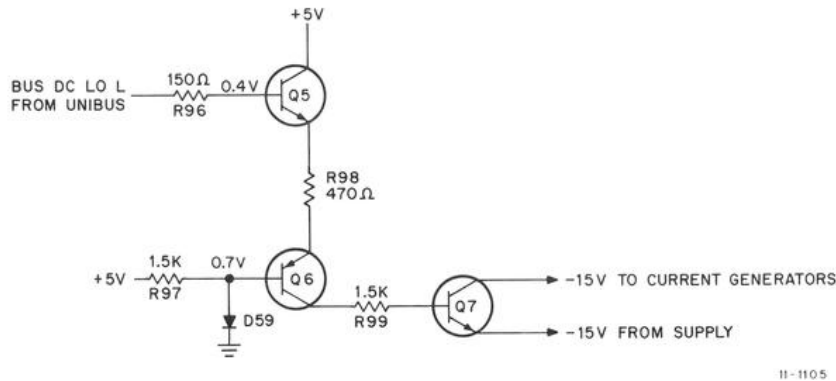 +5V
BUS DC LO L
FROM UNIBUS
150Ω
R96
0.4V
Q5
R98
470Ω
+5V
1.5K
R97
0.7V
Q6
D59
1.5K
R99
Q7
-15V TO CURRENT GENERATORS
-15V FROM SUPPLY
11-1105